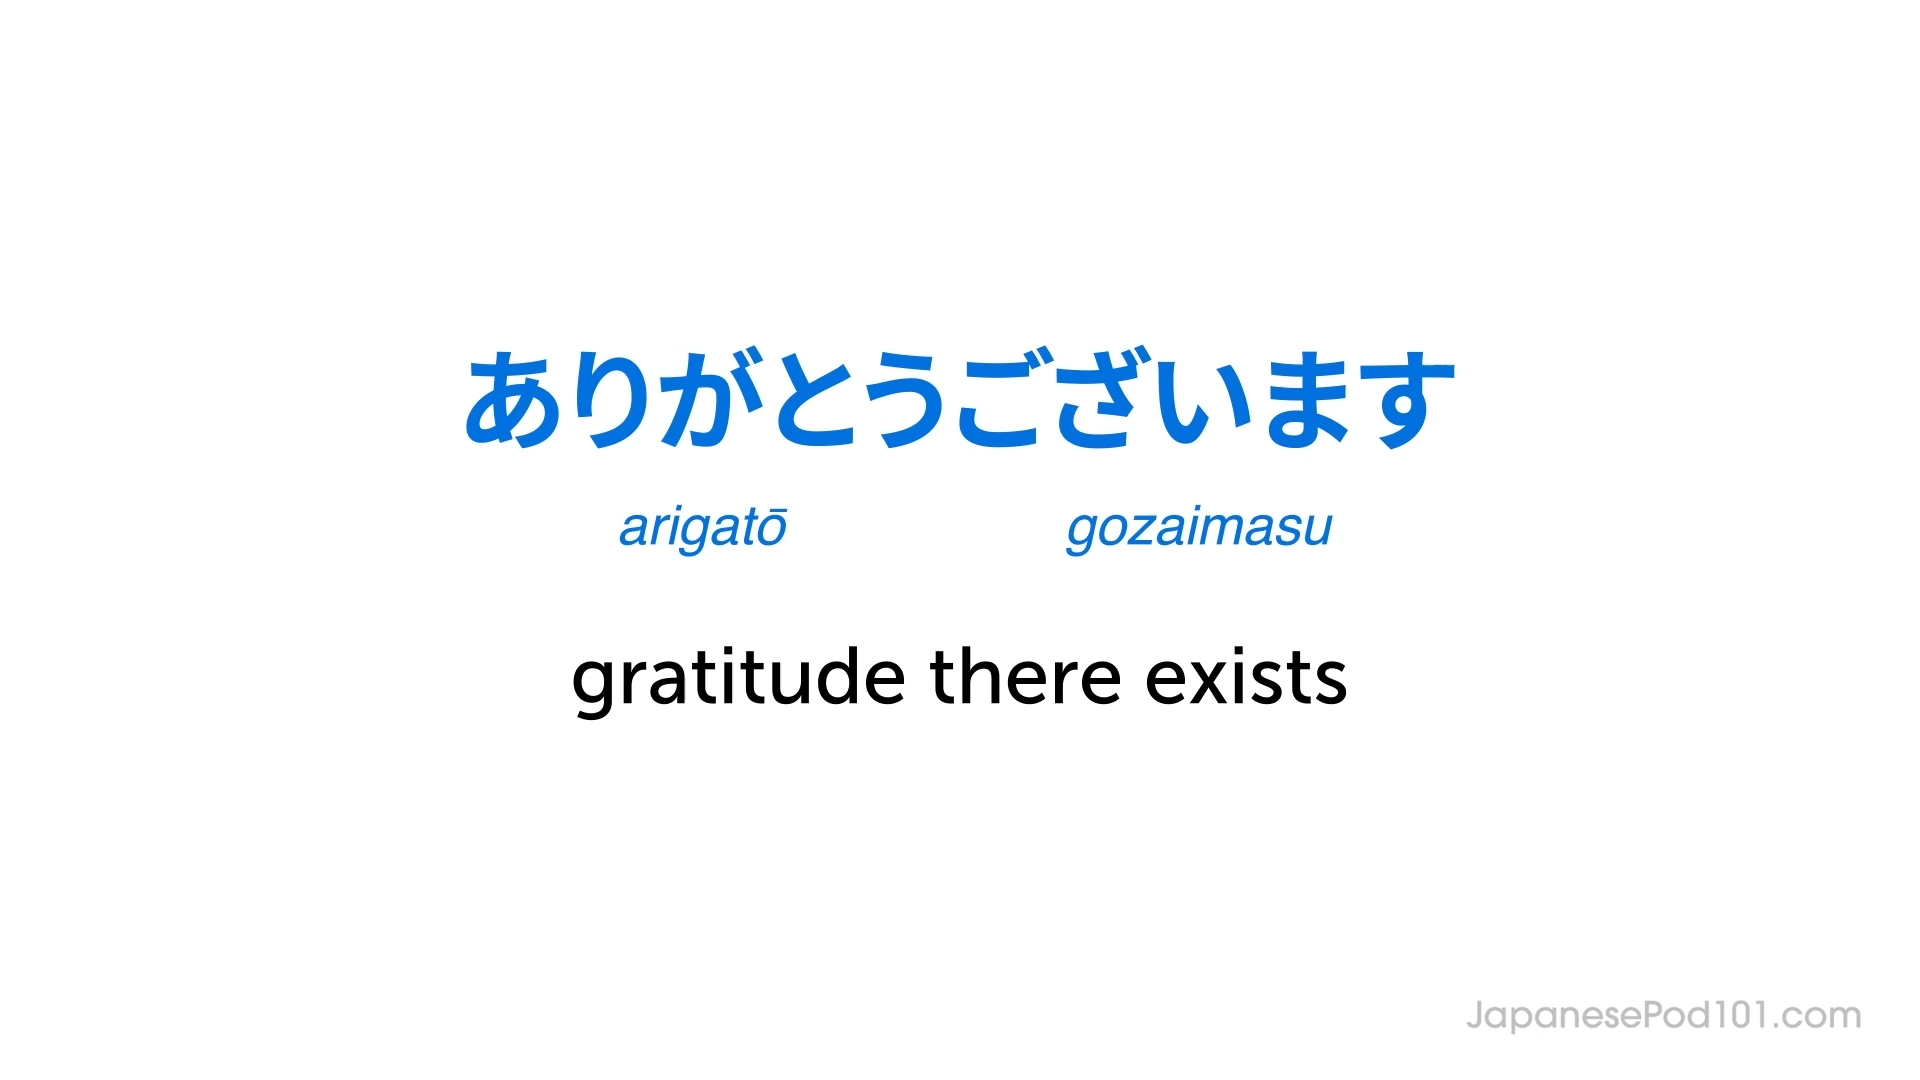 ありがとうございます
arigatō gozaimasu
gratitude there exists
JapanesePod101.com